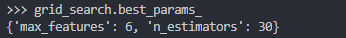 >>> grid_search.best_params_
{'max_features': 6, 'n_estimators': 30}